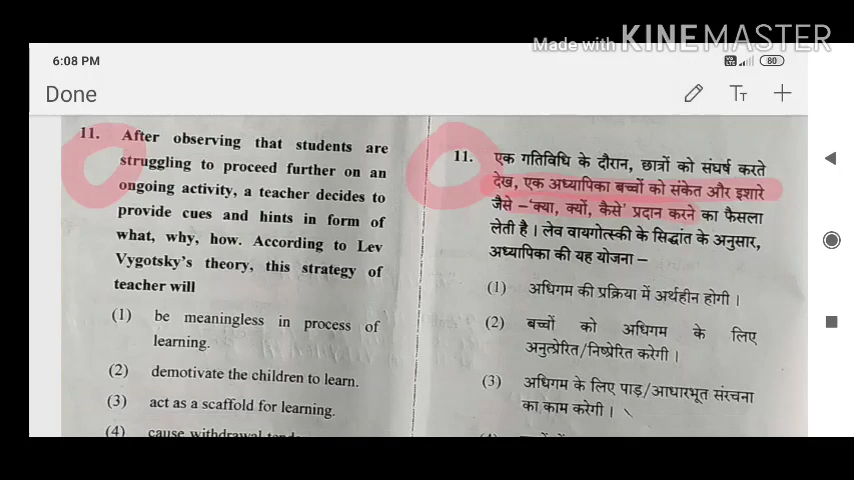 Made with KINEMASTER
6:08 PM
80
Done
Tт
11. After observing that students are
struggling to proceed further on an
ongoing activity, a teacher decides to
provide cues and hints in form of
what, why, how. According to Lev
Vygotsky's theory, this strategy of
teacher will
(1) be meaningless in process of
learning.
(2) demotivate the children to learn.
(3) act as a scaffold for learning.
(4) cause withdrawal
11. एक गतिविधि के दौरान, छात्रों को संघर्ष करते
देख, एक अध्यापिका बच्चों को संकेत और इशारे
जैसे – 'क्या, क्यों, कैसे' प्रदान करने का फैसला
लेती है । लेव वायगोत्स्की के सिद्धांत के अनुसार,
अध्यापिका की यह योजना –
(1) अधिगम की प्रक्रिया में अर्थहीन होगी ।
(2) बच्चों को अधिगम के लिए
अनुत्प्रेरित/निष्प्रेरित करेगी ।
(3) अधिगम के लिए पाड़/आधारभूत संरचना
का काम करेगी ।